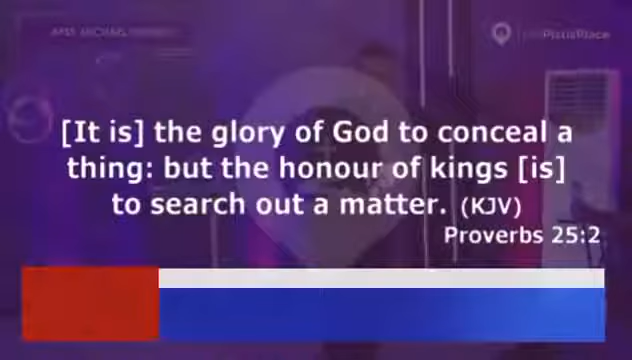 PistisPlace
[It is] the glory of God to conceal a
thing: but the honour of kings [is]
to search out a matter. (KJV)
Proverbs 25:2